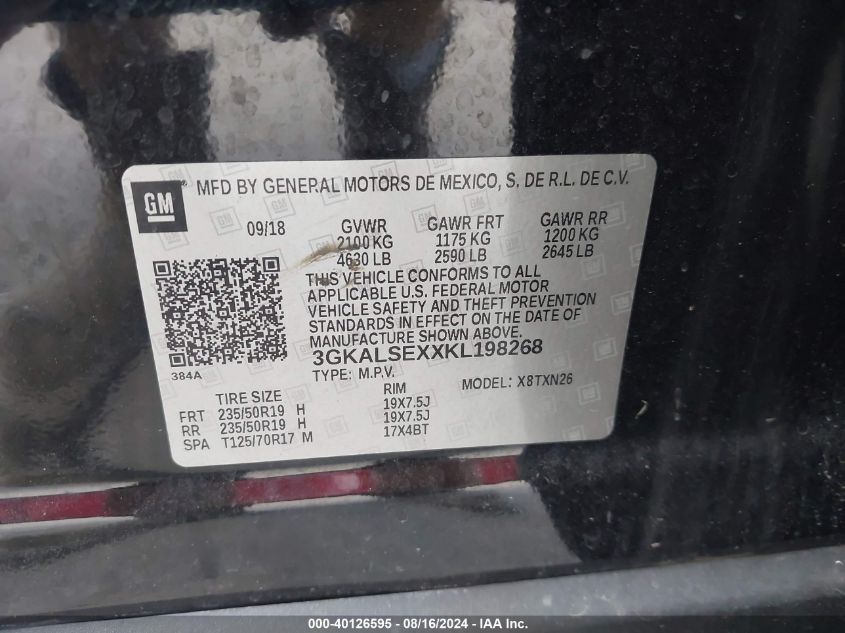 GM ® MFD BY GENERAL MOTORS DE MEXICO, S. DE R.L. DE C.V.
09/18 GVWR GAWR FRT GAWR RR
2100 KG 1175 KG 1200 KG
4630 LB 2590 LB 2645 LB
THIS VEHICLE CONFORMS TO ALL
APPLICABLE U.S. FEDERAL MOTOR
VEHICLE SAFETY AND THEFT PREVENTION
STANDARDS IN EFFECT ON THE DATE OF
MANUFACTURE SHOWN ABOVE.
3GKALSEXXKL198268
384A TYPE: M.P.V. MODEL: X8TXN26
TIRE SIZE RIM
FRT 235/50R19 H 19X7.5J
RR 235/50R19 H 19X7.5J
SPA T125/70R17 M 17X4BT
000-40126595 - 08/16/2024 - IAA Inc.